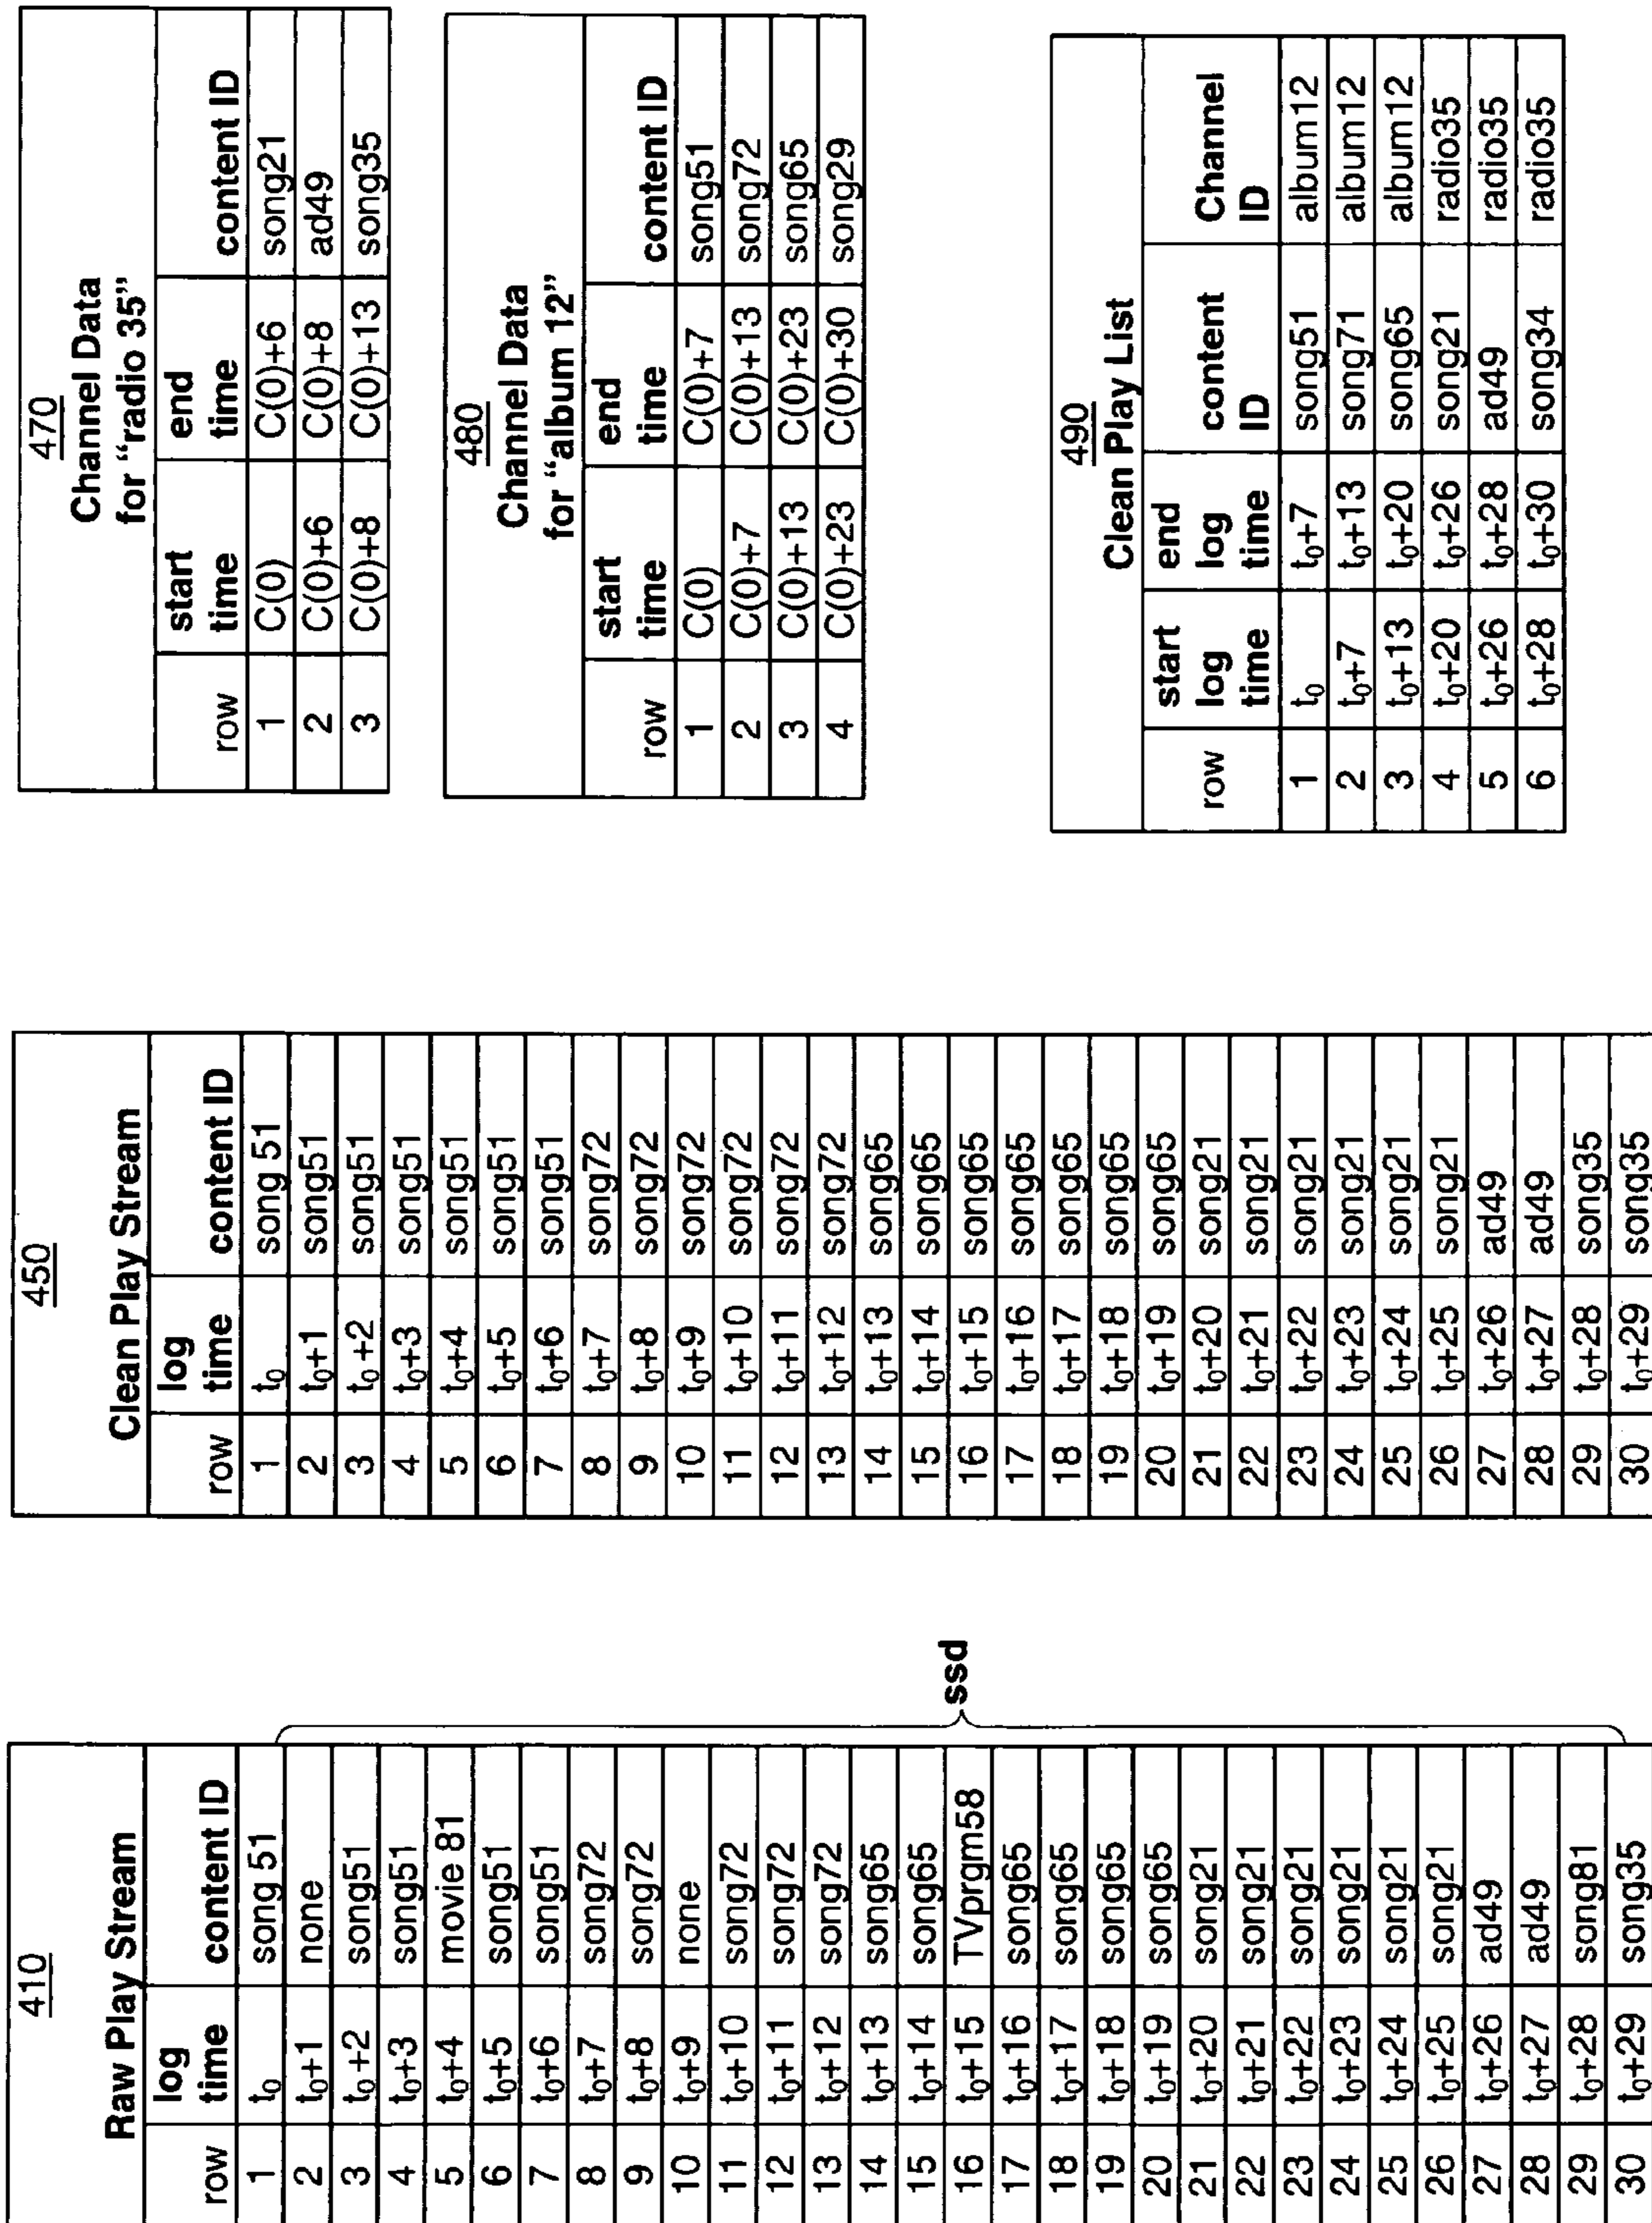 410
Raw Play Stream
row log time content ID
1 t0 song 51
2 t0+1 none
3 t0+2 song51
4 t0+3 song51
5 t0+4 movie 81
6 t0+5 song51
7 t0+6 song51
8 t0+7 song72
9 t0+8 song72
10 t0+9 none
11 t0+10 song72
12 t0+11 song72
13 t0+12 song72
14 t0+13 song65
15 t0+14 song65
16 t0+15 TVprgm58
17 t0+16 song65
18 t0+17 song65
19 t0+18 song65
20 t0+19 song65
21 t0+20 song21
22 t0+21 song21
23 t0+22 song21
24 t0+23 song21
25 t0+24 song21
26 t0+25 song21
27 t0+26 ad49
28 t0+27 ad49
29 t0+28 song81
30 t0+29 song35
ssd
450
Clean Play Stream
row log time content ID
1 t0 song 51
2 t0+1 song51
3 t0+2 song51
4 t0+3 song51
5 t0+4 song51
6 t0+5 song51
7 t0+6 song51
8 t0+7 song72
9 t0+8 song72
10 t0+9 song72
11 t0+10 song72
12 t0+11 song72
13 t0+12 song72
14 t0+13 song65
15 t0+14 song65
16 t0+15 song65
17 t0+16 song65
18 t0+17 song65
19 t0+18 song65
20 t0+19 song65
21 t0+20 song21
22 t0+21 song21
23 t0+22 song21
24 t0+23 song21
25 t0+24 song21
26 t0+25 song21
27 t0+26 ad49
28 t0+27 ad49
29 t0+28 song35
30 t0+29 song35
470
Channel Data
for “radio 35”
row start time end time content ID
1 C(0) C(0)+6 song21
2 C(0)+6 C(0)+8 ad49
3 C(0)+8 C(0)+13 song35
480
Channel Data
for “album 12”
row start time end time content ID
1 C(0) C(0)+7 song51
2 C(0)+7 C(0)+13 song72
3 C(0)+13 C(0)+23 song65
4 C(0)+23 C(0)+30 song29
490
Clean Play List
row start log time end log time content ID Channel ID
1 t0 t0+7 song51 album12
2 t0+7 t0+13 song71 album12
3 t0+13 t0+20 song65 album12
4 t0+20 t0+26 song21 radio35
5 t0+26 t0+28 ad49 radio35
6 t0+28 t0+30 song34 radio35